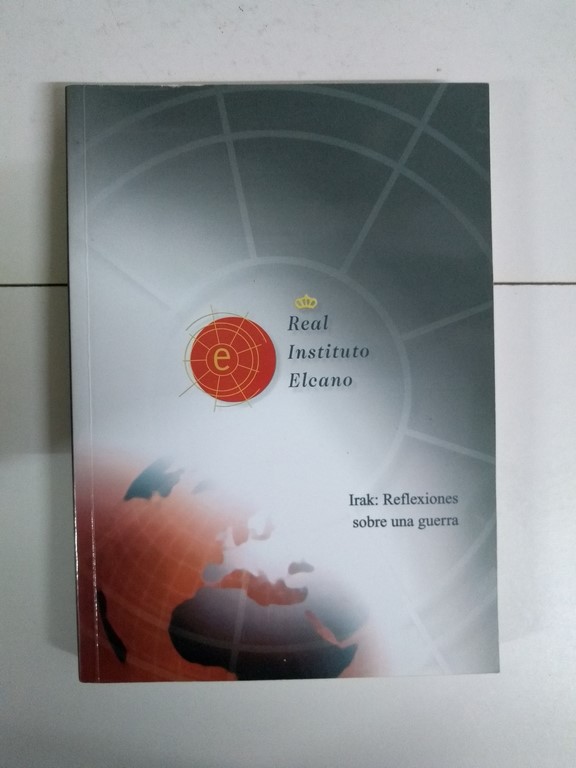 e
Real
Instituto
Elcano
Irak: Reflexiones
sobre una guerra